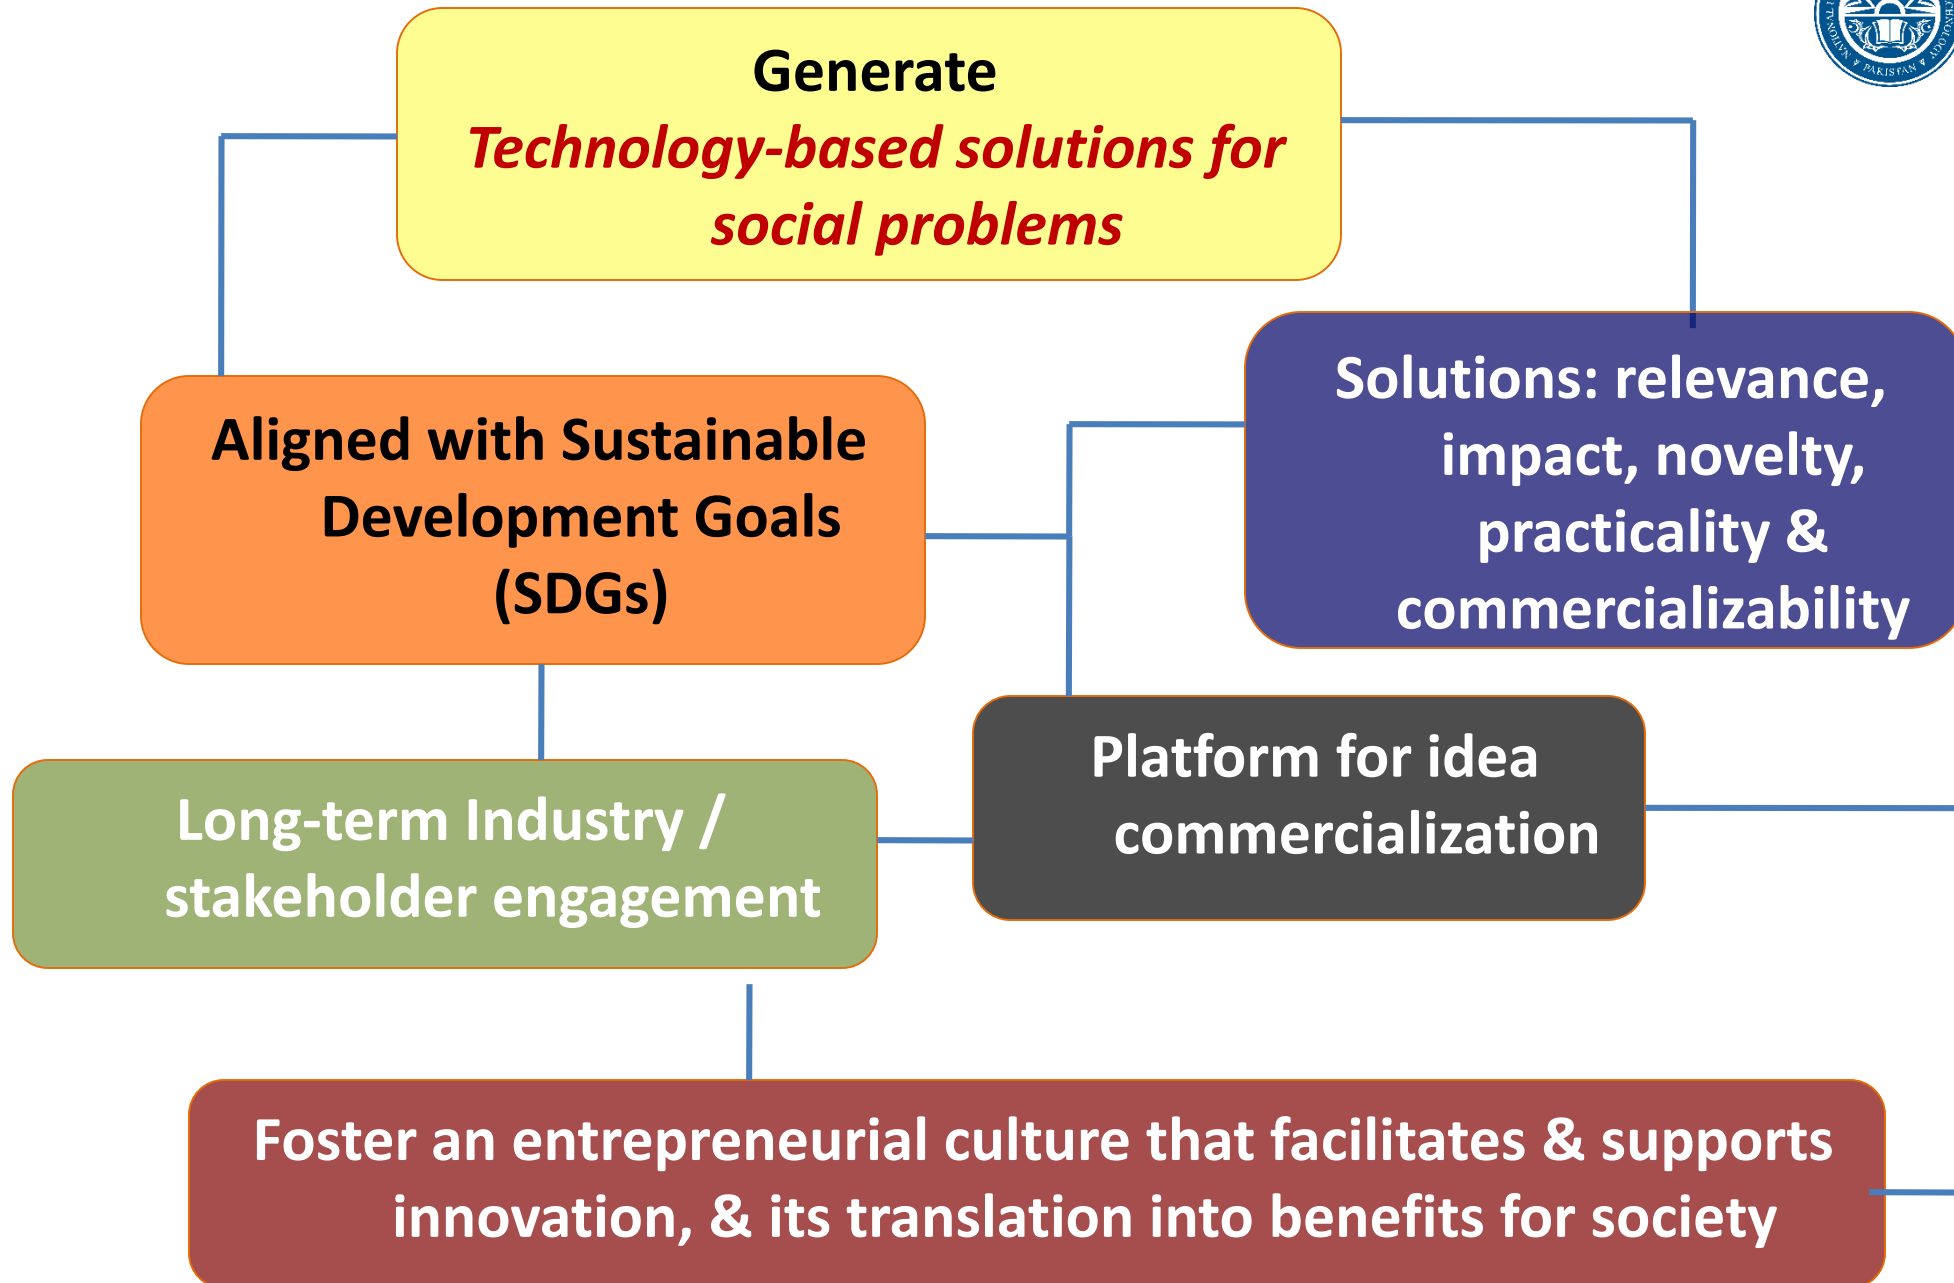 Generate
Technology-based solutions for
social problems
PAKISTAN
Solutions: relevance,
impact, novelty,
practicality &
commercializability
Aligned with Sustainable
Development Goals
(SDGs)
Platform for idea
commercialization
Long-term Industry /
stakeholder engagement
Foster an entrepreneurial culture that facilitates & supports
innovation, & its translation into benefits for society